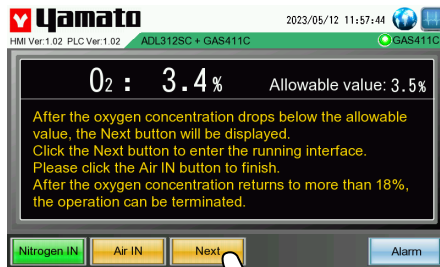 Yamato
2023/05/12 11:57:44
HMI Ver:1.02 PLC Ver:1.02 ADL312SC + GAS411C GAS411C
O2 : 3.4% Allowable value: 3.5%
After the oxygen concentration drops below the allowable
value, the Next button will be displayed.
Click the Next button to enter the running interface.
Please click the Air IN button to finish.
After the oxygen concentration returns to more than 18%,
the operation can be terminated.
Nitrogen IN Air IN Next Alarm